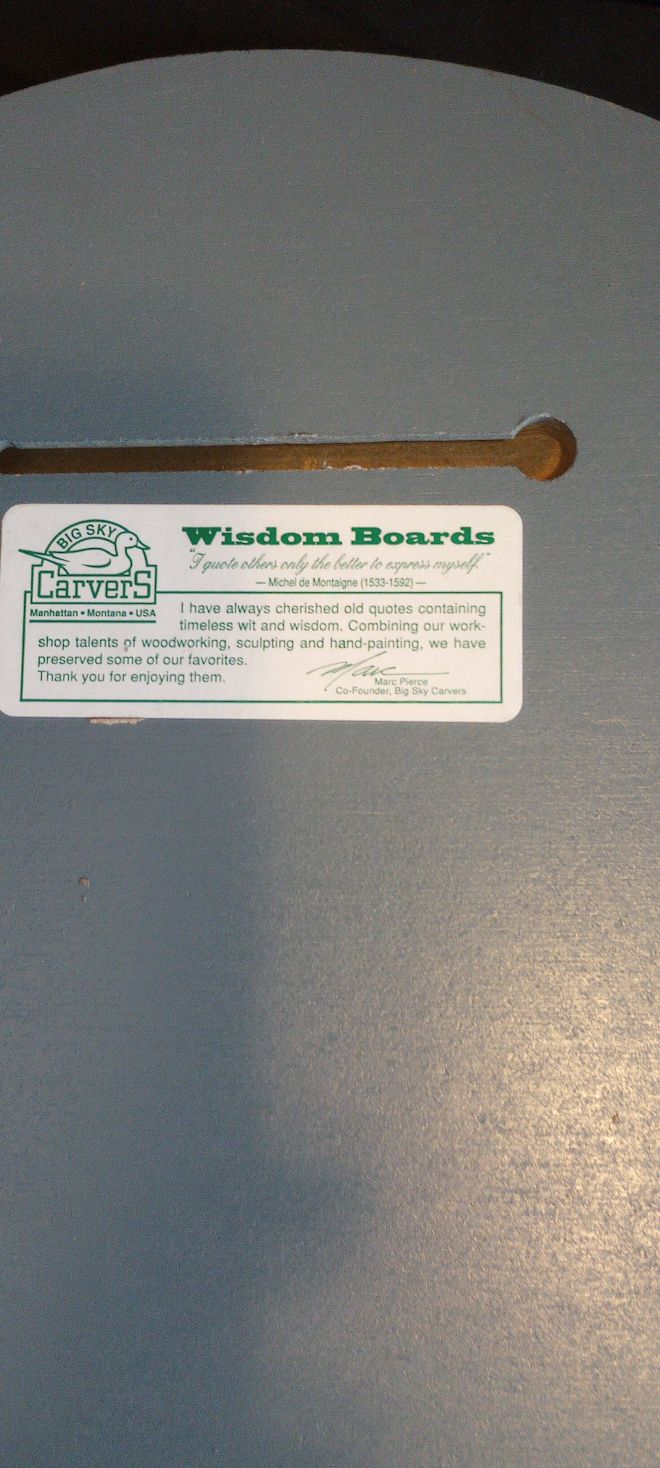 BIG SKY
CarverS
Manhattan • Montana • USA
Wisdom Boards
"I quote others only the better to express myself."
— Michel de Montaigne (1533-1592) —
I have always cherished old quotes containing
timeless wit and wisdom. Combining our work-
shop talents of woodworking, sculpting and hand-painting, we have
preserved some of our favorites.
Thank you for enjoying them.
Marc
Marc Pierce
Co-Founder, Big Sky Carvers